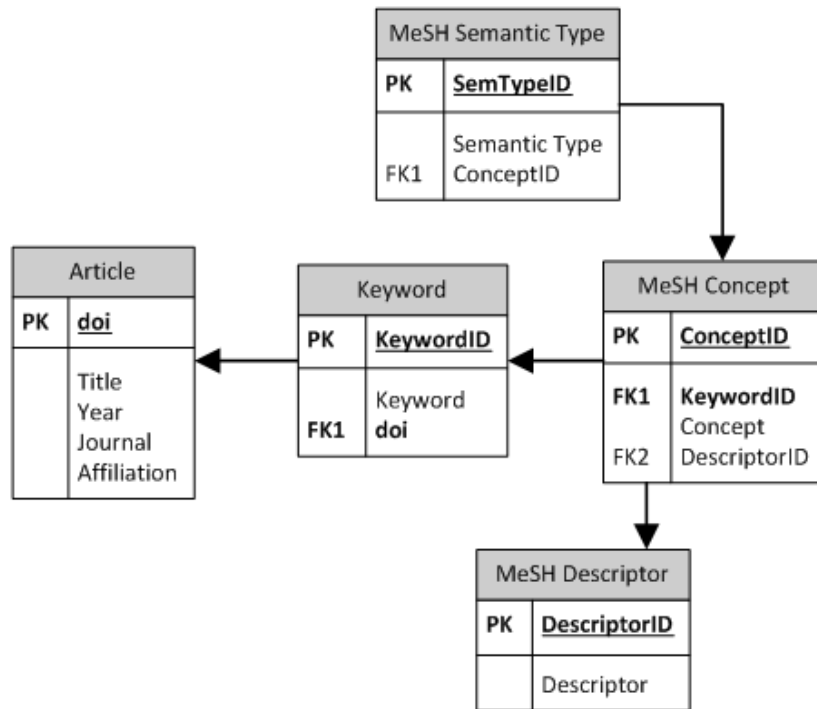 MeSH Semantic Type
PK SemTypeID
Semantic Type
FK1 ConceptID
Article
PK doi
Title
Year
Journal
Affiliation
Keyword
PK KeywordID
Keyword
FK1 doi
MeSH Concept
PK ConceptID
FK1 KeywordID
Concept
FK2 DescriptorID
MeSH Descriptor
PK DescriptorID
Descriptor